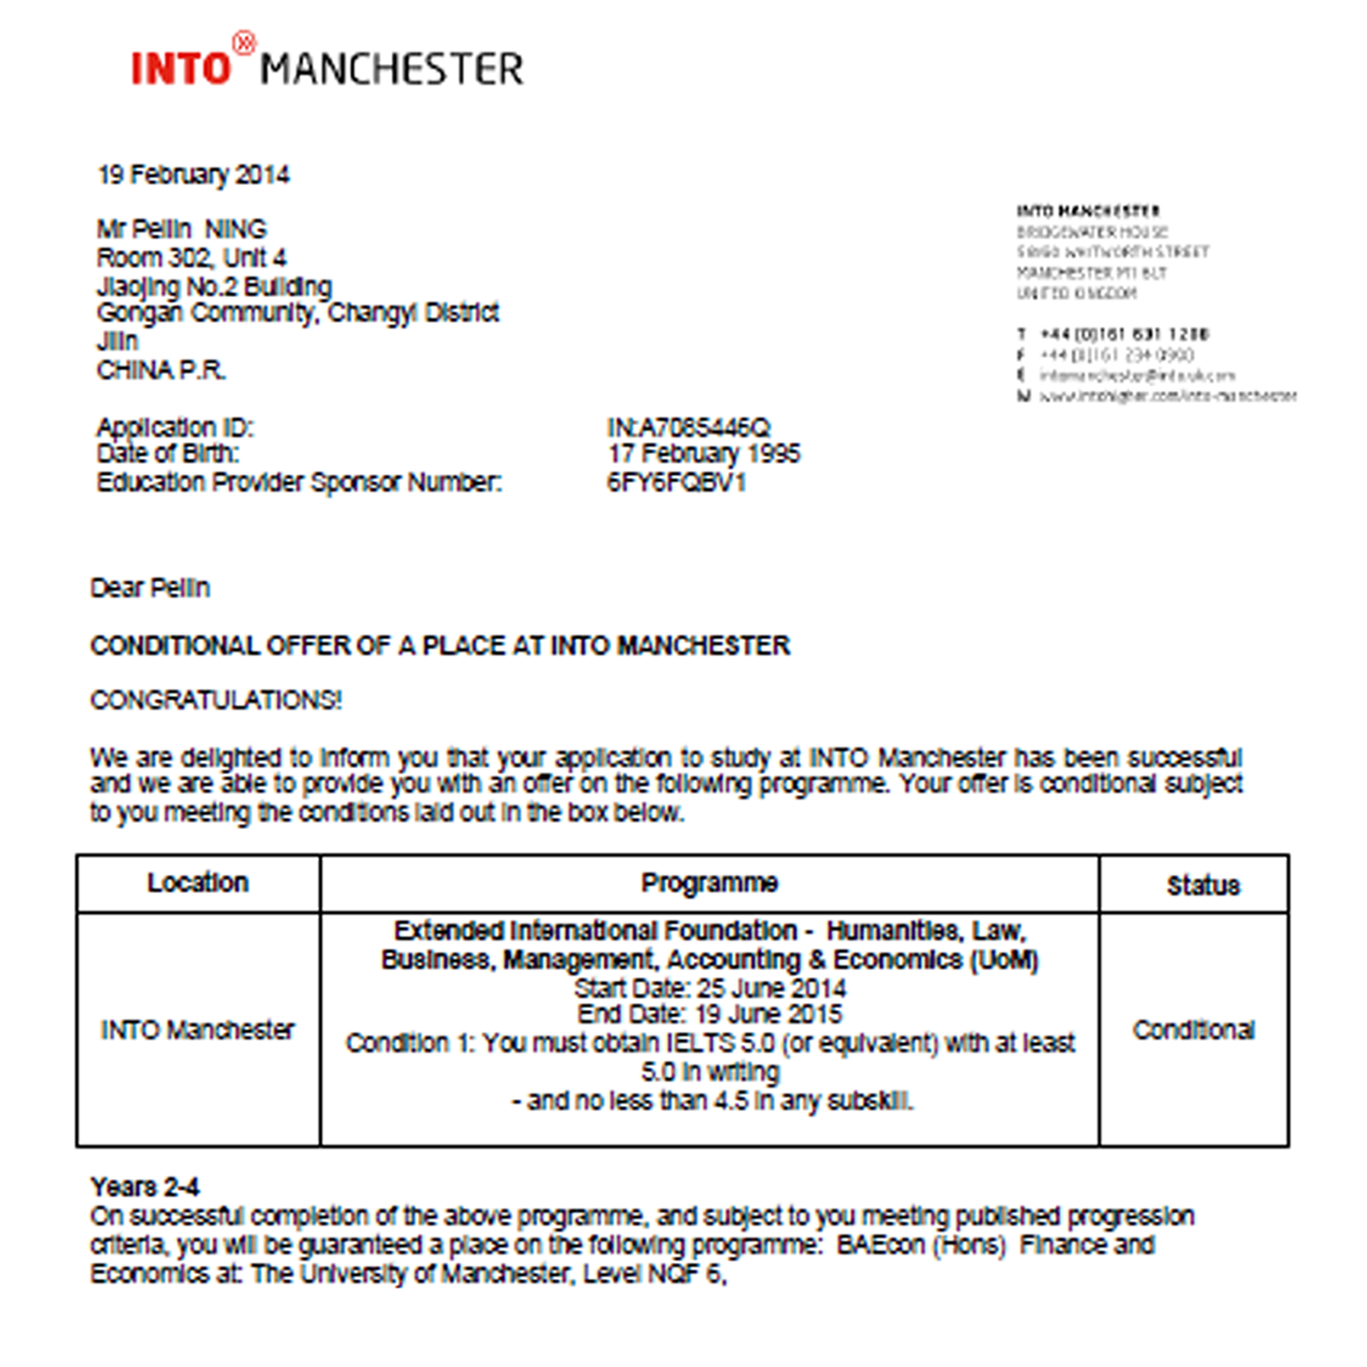 INTO MANCHESTER
19 February 2014
Mr Peilin NING
Room 302, Unit 4
Jiaojing No.2 Building
Gongan Community, Changyi District
Jilin
CHINA P.R.
INTO MANCHESTER
BRIDGEWATER HOUSE
58/60 WHITWORTH STREET
MANCHESTER M1 6LT
UNITED KINGDOM
T +44 (0)161 631 1200
F +44 (0)161 234 0900
E intomanchester@into.uk.com
W www.intohigher.com/into-manchester
Application ID: IN:A7085446Q
Date of Birth: 17 February 1995
Education Provider Sponsor Number: 6FY6FQBV1
Dear Peilin
CONDITIONAL OFFER OF A PLACE AT INTO MANCHESTER
CONGRATULATIONS!
We are delighted to inform you that your application to study at INTO Manchester has been successful
and we are able to provide you with an offer on the following programme. Your offer is conditional subject
to you meeting the conditions laid out in the box below.
Location Programme Status
Extended International Foundation - Humanities, Law,
Business, Management, Accounting & Economics (UoM)
Start Date: 25 June 2014
End Date: 19 June 2015
INTO Manchester
Condition 1: You must obtain IELTS 5.0 (or equivalent) with at least
5.0 in writing
- and no less than 4.5 in any subskill.
Conditional
Years 2-4
On successful completion of the above programme, and subject to you meeting published progression
criteria, you will be guaranteed a place on the following programme: BAEcon (Hons) Finance and
Economics at: The University of Manchester, Level NQF 6,